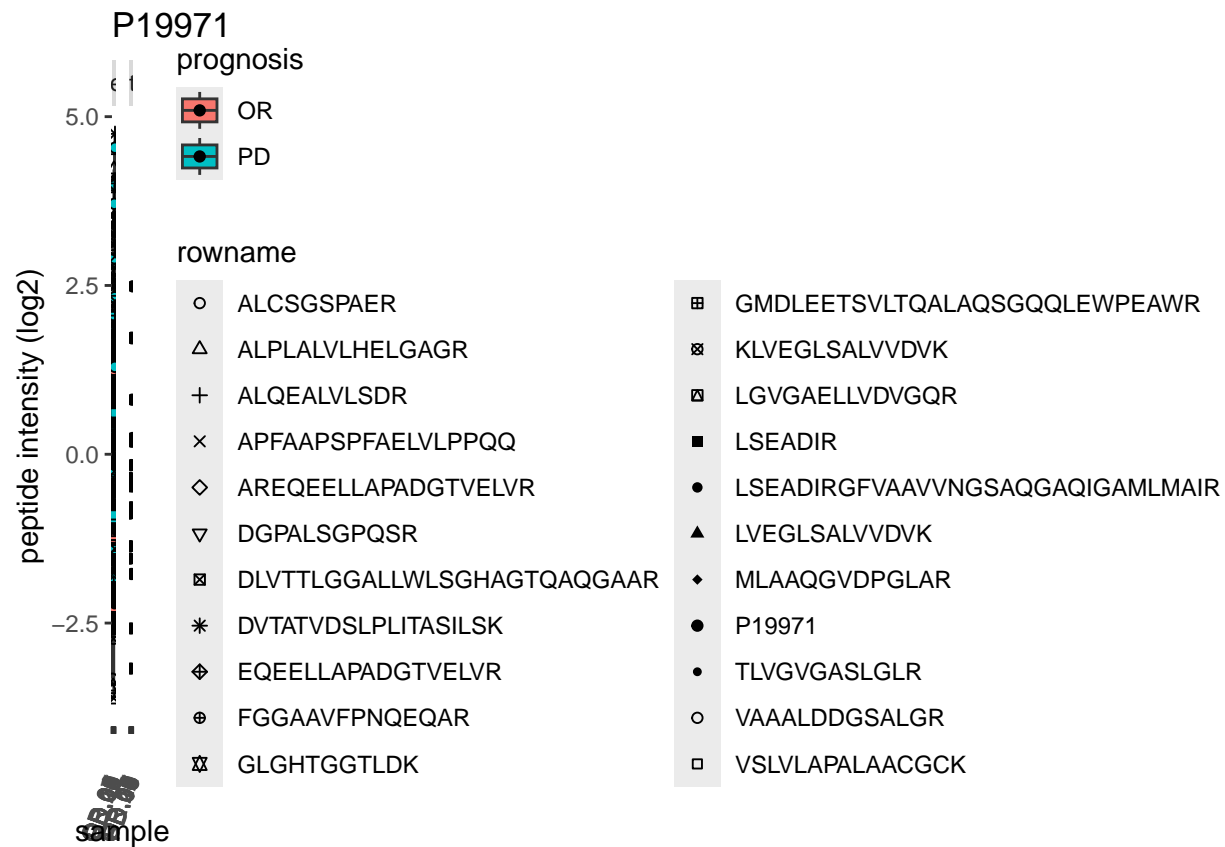 P19971
prognosis
OR
PD
peptide intensity (log2)
5.0
2.5
0.0
−2.5
rowname
ALCSGSPAER
ALPLALVLHELGAGR
ALQEALVLSDR
APFAAPSPFAELVLPPQQ
AREQEELLAPADGTVELVR
DGPALSGPQSR
DLVTTLGGALLWLSGHAGTQAQGAAR
DVTATVDSLPLITASILSK
EQEELLAPADGTVELVR
FGGAAVFPNQEQAR
GLGHTGGTLDK
GMDLEETSVLTQALAQSGQQLEWPEAWR
KLVEGLSALVVDVK
LGVGAELLVDVGQR
LSEADIR
LSEADIRGFVAAVVNGSAQGAQIGAMLMAIR
LVEGLSALVVDVK
MLAAQGVDPGLAR
P19971
TLVGVGASLGLR
VAAALDDGSALGR
VSLVLAPALAACGCK
sample